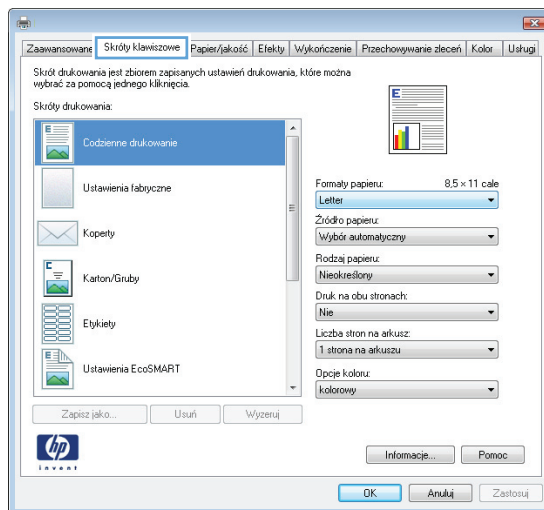 Zaawansowane Skróty klawiszowe Papier/jakość Efekty Wykończenie Przechowywanie zleceń Kolor Usługi
Skrót drukowania jest zbiorem zapisanych ustawień drukowania, które można
wybrać za pomocą jednego kliknięcia.
Skróty drukowania:
Codzienne drukowanie
Ustawienia fabryczne
Koperty
Karton/Gruby
Etykiety
Ustawienia EcoSMART
Formaty papieru: 8,5 × 11 cale
Letter
Źródło papieru:
Wybór automatyczny
Rodzaj papieru:
Nieokreślony
Druk na obu stronach:
Nie
Liczba stron na arkusz:
1 strona na arkuszu
Opcje koloru:
kolorowy
Zapisz jako... Usuń Wyzeruj
hp
invent
Informacje... Pomoc
OK Anuluj Zastosuj